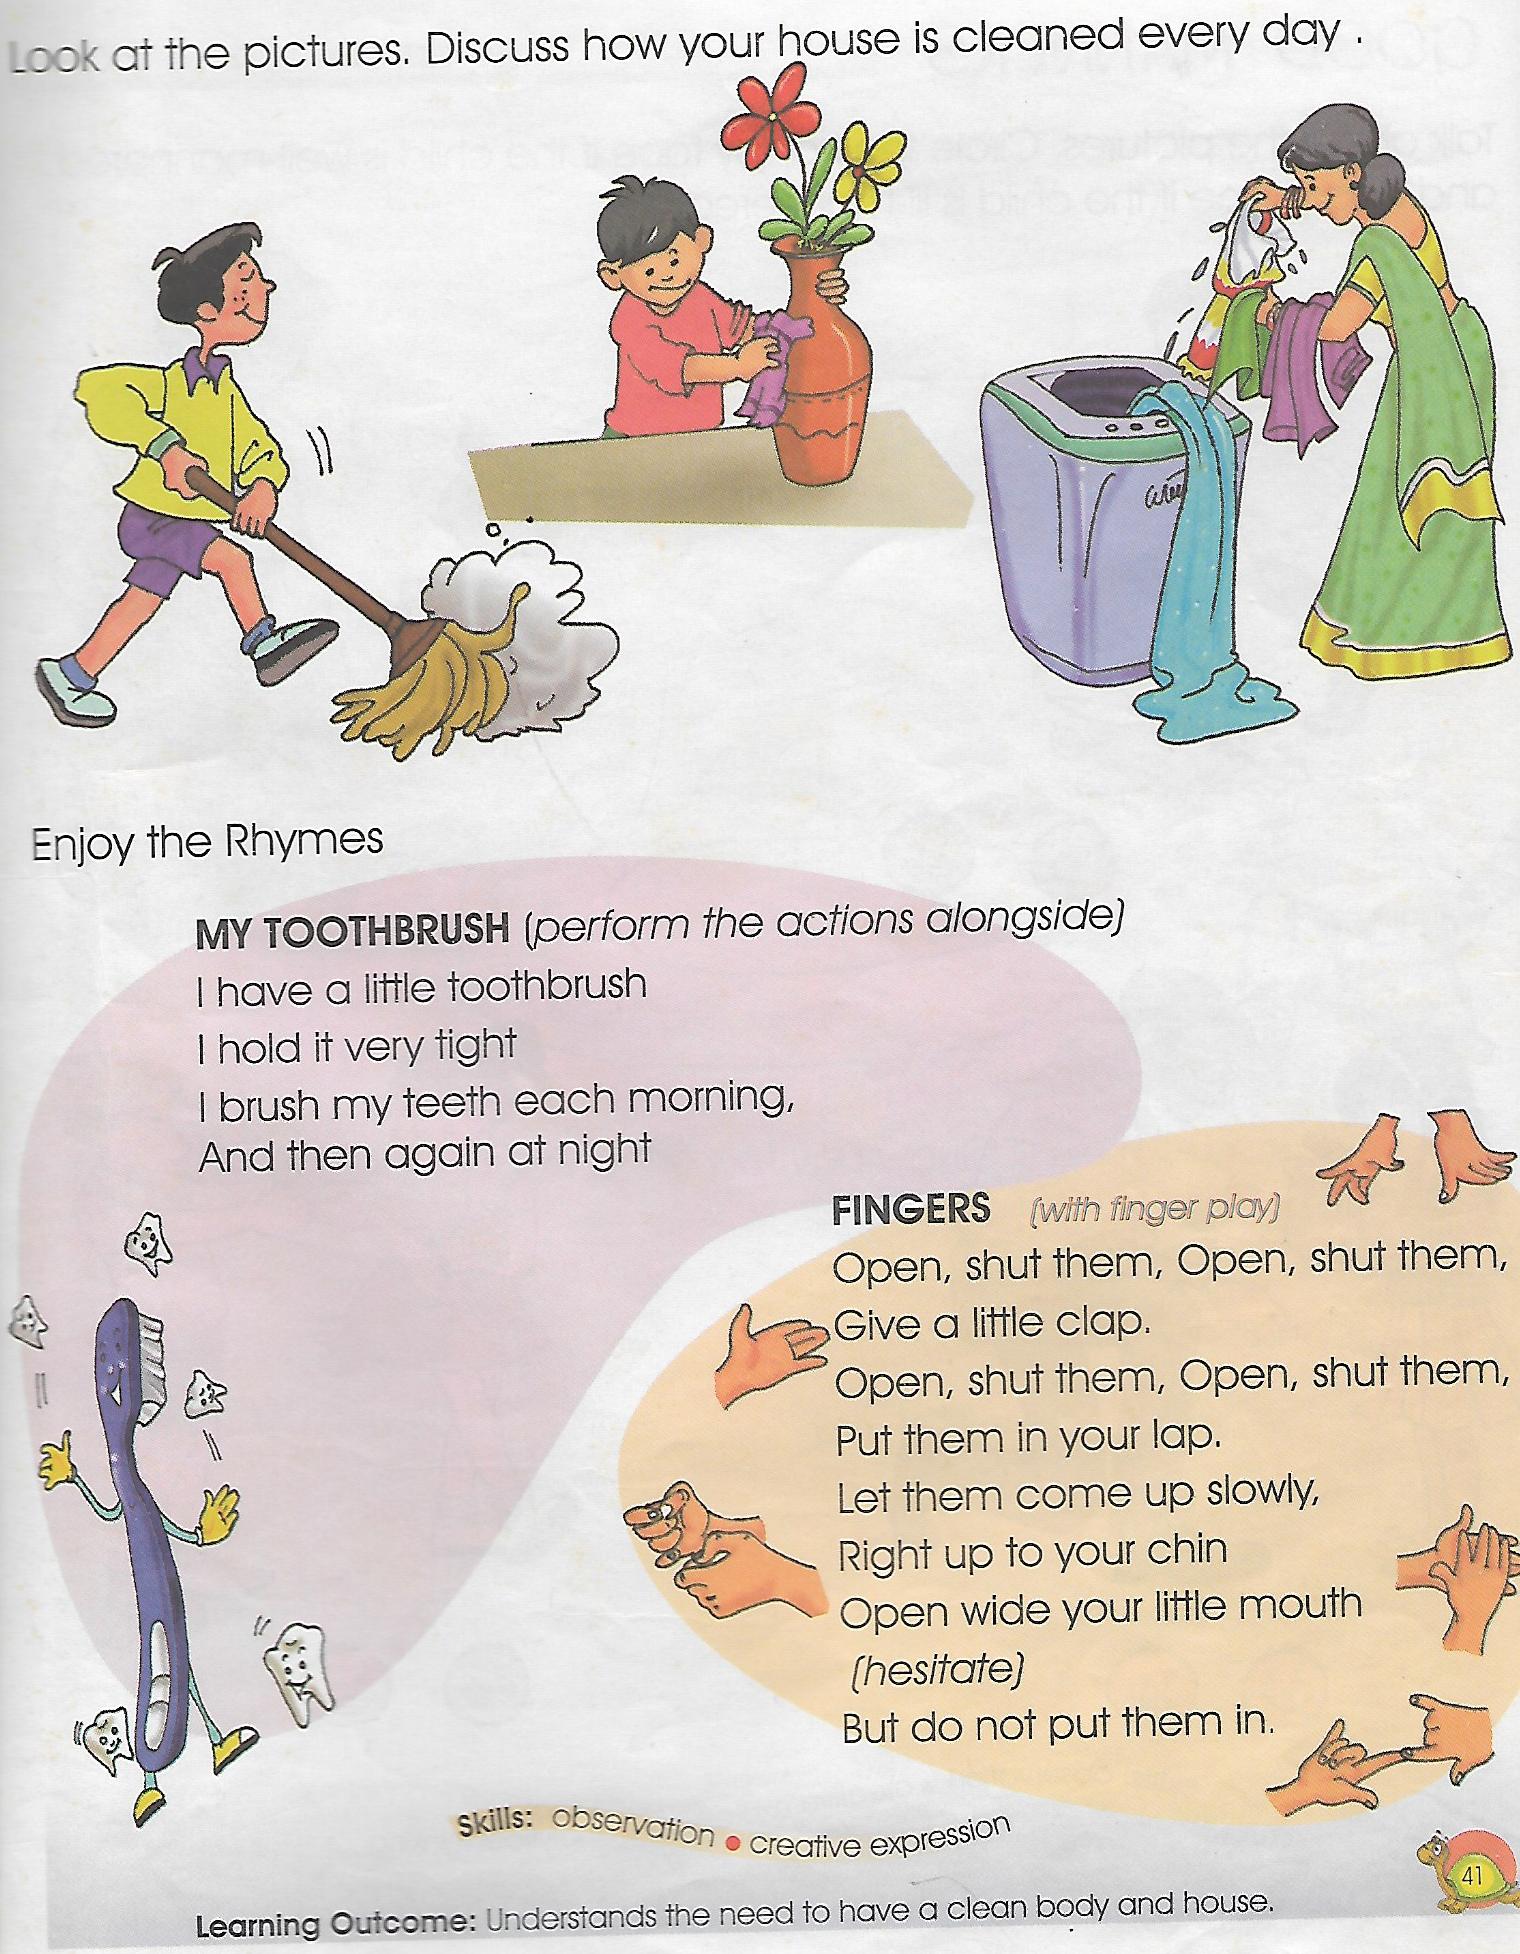 Look at the pictures. Discuss how your house is cleaned every day .
Enjoy the Rhymes
MY TOOTHBRUSH (perform the actions alongside)
I have a little toothbrush
I hold it very tight
I brush my teeth each morning,
And then again at night
FINGERS (with finger play)
Open, shut them, Open, shut them,
Give a little clap.
Open, shut them, Open, shut them,
Put them in your lap.
Let them come up slowly,
Right up to your chin
Open wide your little mouth
(hesitate)
But do not put them in.
Skills: observation • creative expression
41
Learning Outcome: Understands the need to have a clean body and house.